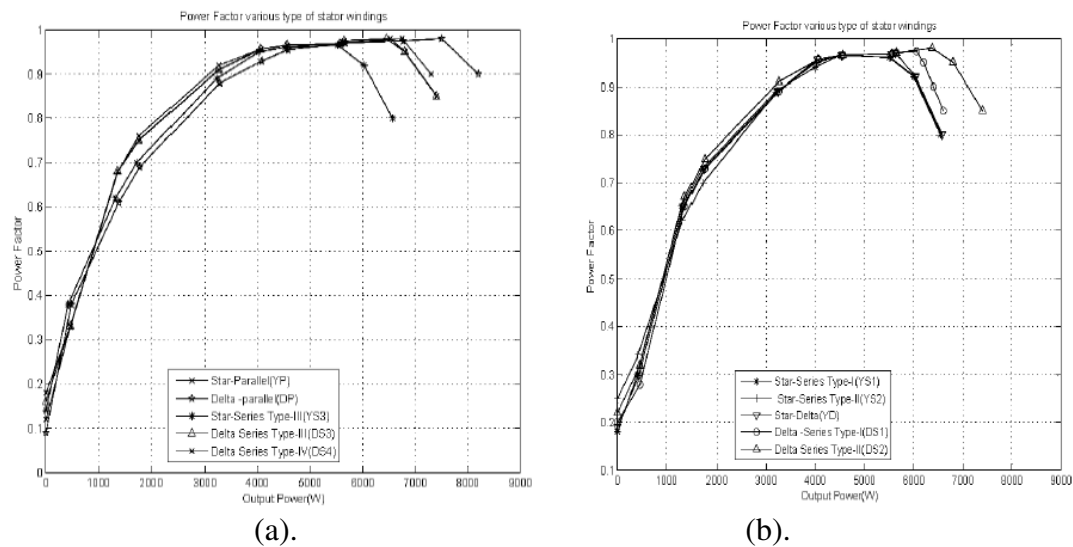 Power Factor various type of stator windings
1
0.9
0.8
0.7
0.6
0.5
0.4
0.3
0.2
0.1
0
Power Factor
0 1000 2000 3000 4000 5000 6000 7000 8000 9000
Output Power(W)
Star-Parallel(YP)
Delta -parallel(DP)
Star-Series Type-III(YS3)
Delta Series Type-III(DS3)
Delta Series Type-IV(DS4)
(a).
Power Factor various type of stator windings
1
0.9
0.8
0.7
0.6
0.5
0.4
0.3
0.2
0.1
Power Factor
0 1000 2000 3000 4000 5000 6000 7000 8000 9000
Output Power(W)
Star-Series Type-I(YS1)
Star-Series Type-II(YS2)
Star-Delta(YD)
Delta -Series Type-I(DS1)
Delta Series Type-II(DS2)
(b).